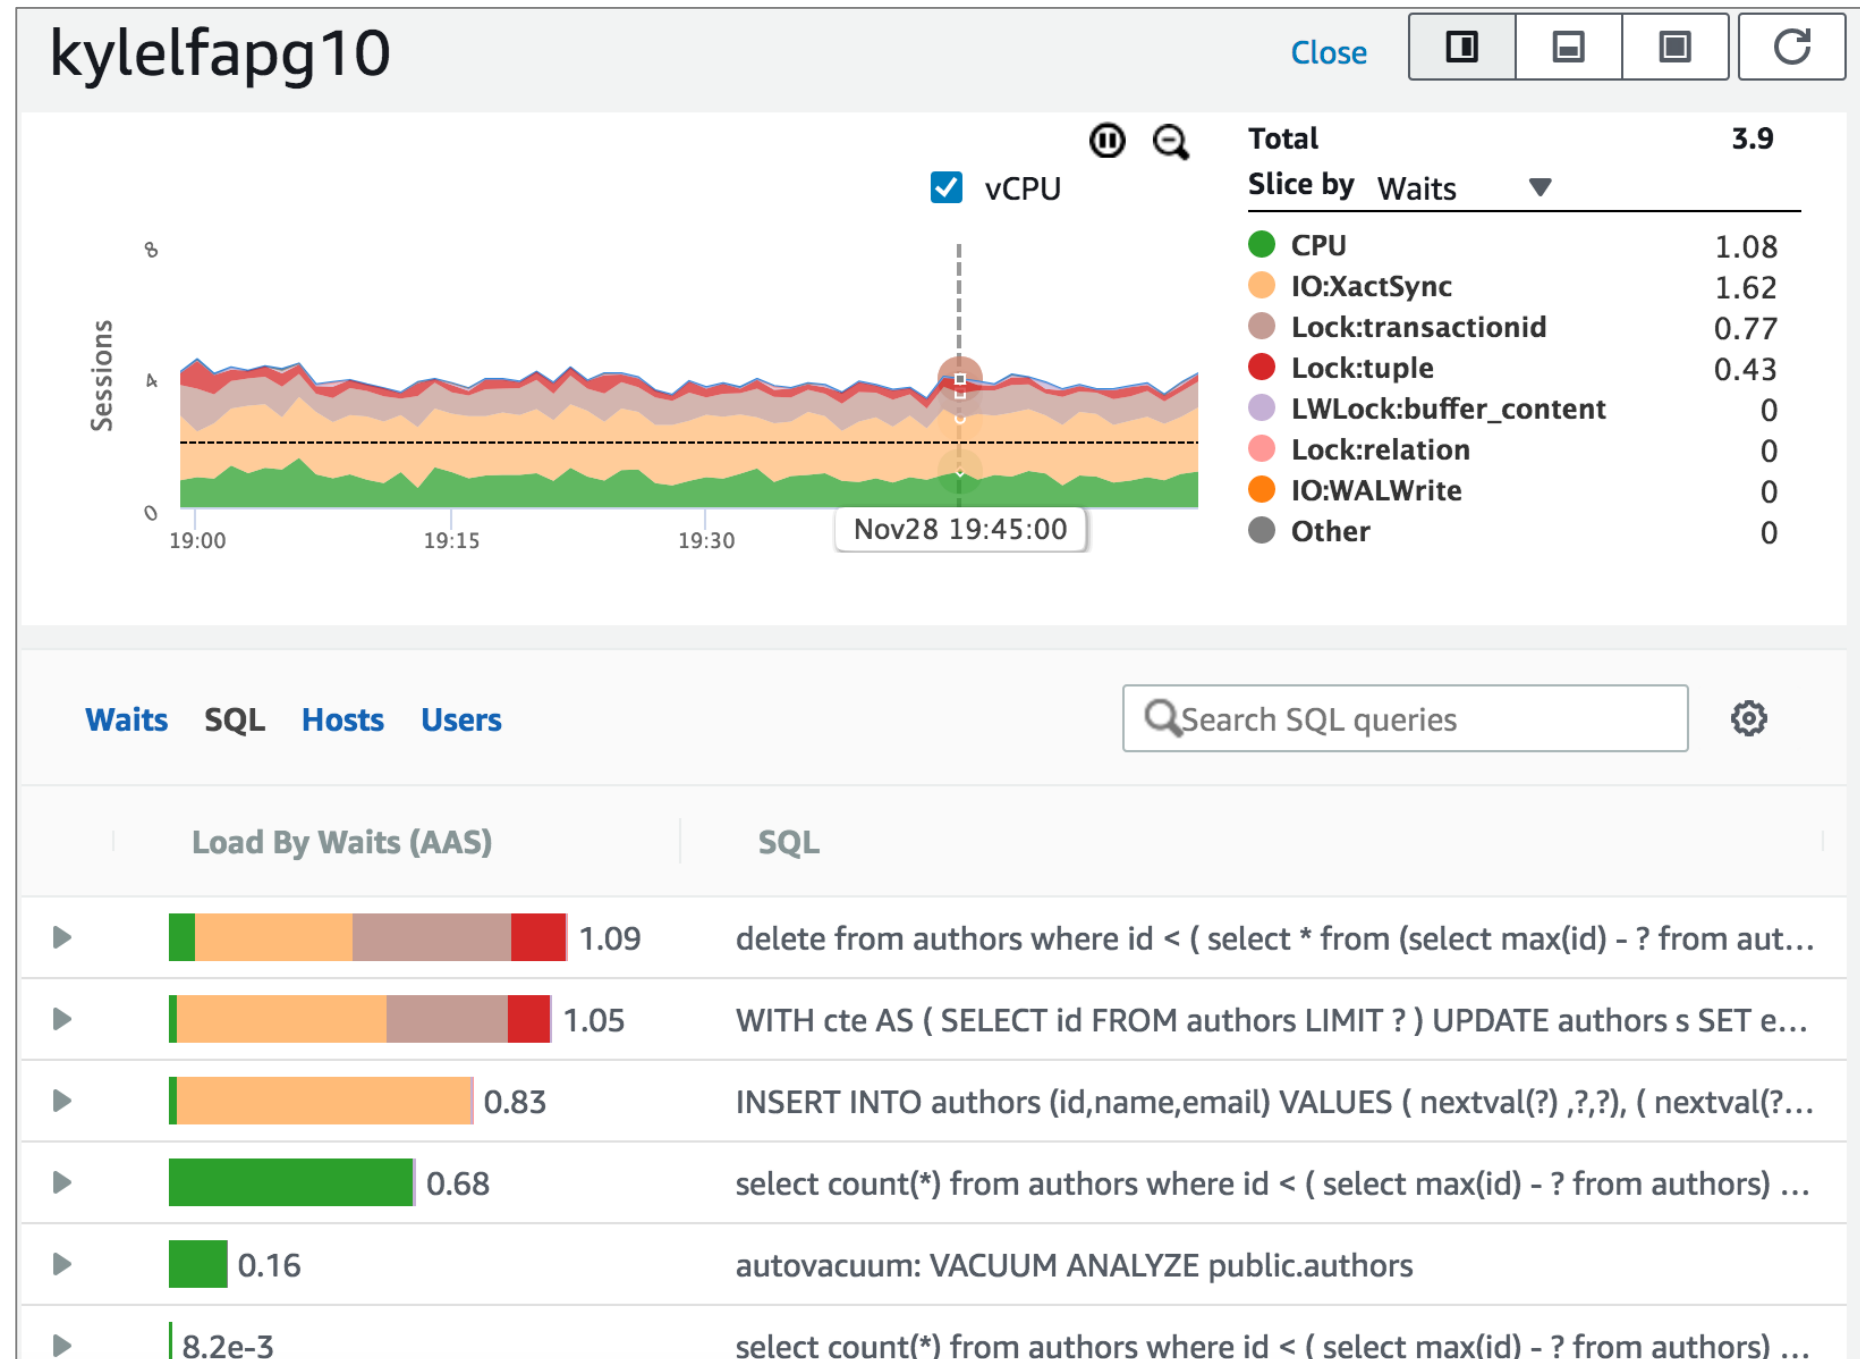 kylelfapg10
Close
vCPU
Total 3.9
Slice by Waits
CPU 1.08
IO:XactSync 1.62
Lock:transactionid 0.77
Lock:tuple 0.43
LWLock:buffer_content 0
Lock:relation 0
IO:WALWrite 0
Other 0
Sessions
8
4
0
19:00
19:15
19:30
Nov28 19:45:00
Waits SQL Hosts Users
Search SQL queries
Load By Waits (AAS) SQL
1.09 delete from authors where id < ( select * from (select max(id) - ? from aut...
1.05 WITH cte AS ( SELECT id FROM authors LIMIT ? ) UPDATE authors s SET e...
0.83 INSERT INTO authors (id,name,email) VALUES ( nextval(?) ,?,?), ( nextval(?...
0.68 select count(*) from authors where id < ( select max(id) - ? from authors) ...
0.16 autovacuum: VACUUM ANALYZE public.authors
8.2e-3 select count(*) from authors where id < ( select max(id) - ? from authors) ...